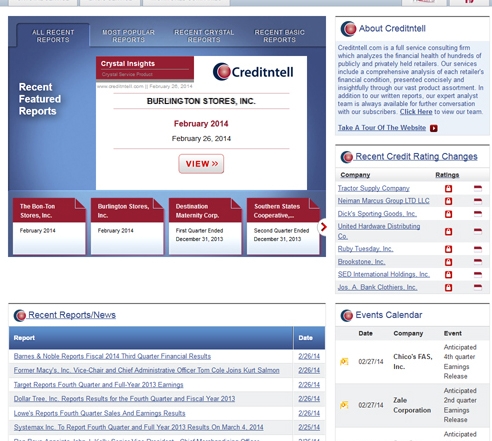 ALL RECENT
REPORTS
MOST POPULAR
REPORTS
RECENT CRYSTAL
REPORTS
RECENT BASIC
REPORTS
Recent
Featured
Reports
Crystal Insights
Crystal Service Product
www.creditntell.com || February 26, 2014
Creditntell
BURLINGTON STORES, INC.
February 2014
February 26, 2014
VIEW »
The Bon-Ton
Stores, Inc.
February 2014
Burlington Stores,
Inc.
February 2014
Destination
Maternity Corp.
First Quarter Ended
December 31, 2013
Southern States
Cooperative,...
Second Quarter Ended
December 31, 2013
About Creditntell
Creditntell.com is a full service consulting firm
which analyzes the financial health of hundreds of
publicly and privately held retailers. Our services
include a comprehensive analysis of each retailer's
financial condition, presented concisely and
insightfully through our vast product assortment. In
addition to our written reports, our expert analyst
team is always available for further conversation
with our subscribers. Click Here to view our team.
Take A Tour Of The Website
Recent Credit Rating Changes
Company Ratings
Tractor Supply Company
Neiman Marcus Group LTD LLC
Dick's Sporting Goods, Inc.
United Hardware Distributing
Co.
Ruby Tuesday, Inc.
Brookstone, Inc.
SED International Holdings, Inc.
Jos. A. Bank Clothiers, Inc.
Recent Reports/News
Report Date
Barnes & Noble Reports Fiscal 2014 Third Quarter Financial Results 2/26/14
Former Macy's, Inc. Vice-Chair and Chief Administrative Officer Tom Cole Joins Kurt Salmon 2/26/14
Target Reports Fourth Quarter and Full-Year 2013 Earnings 2/26/14
Dollar Tree, Inc. Reports Results for the Fourth Quarter and Fiscal Year 2013 2/26/14
Lowe's Reports Fourth Quarter Sales And Earnings Results 2/26/14
Systemax Inc. To Report Fourth Quarter and Full Year 2013 Results On March 4, 2014 2/26/14
Events Calendar
Date Company Event
02/27/14
Chico's FAS,
Inc.
Anticipated
4th quarter
Earnings
Release
02/27/14
Zale
Corporation
Anticipated
2nd quarter
Earnings
Release
Anticipated